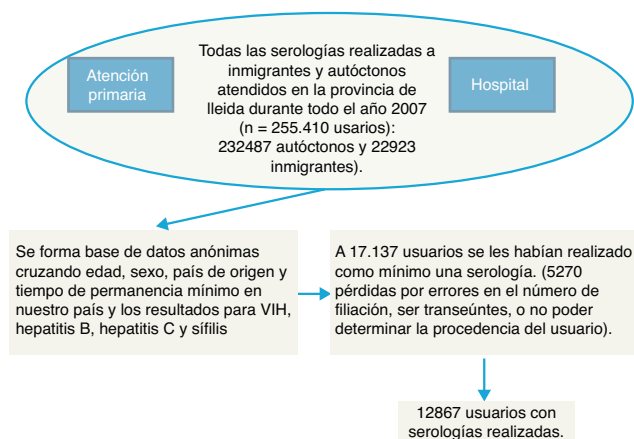 Atención
primaria
Todas las serologías realizadas a
inmigrantes y autóctonos
atendidos en la provincia de
lleida durante todo el año 2007
(n = 255.410 usarios):
232487 autóctonos y 22923
inmigrantes).
Hospital
Se forma base de datos anónimas
cruzando edad, sexo, país de origen y
tiempo de permanencia mínimo en
nuestro país y los resultados para VIH,
hepatitis B, hepatitis C y sífilis
A 17.137 usuarios se les habían realizado
como mínimo una serología. (5270
pérdidas por errores en el número de
filiación, ser transeúntes, o no poder
determinar la procedencia del usuario).
12867 usuarios con
serologías realizadas.